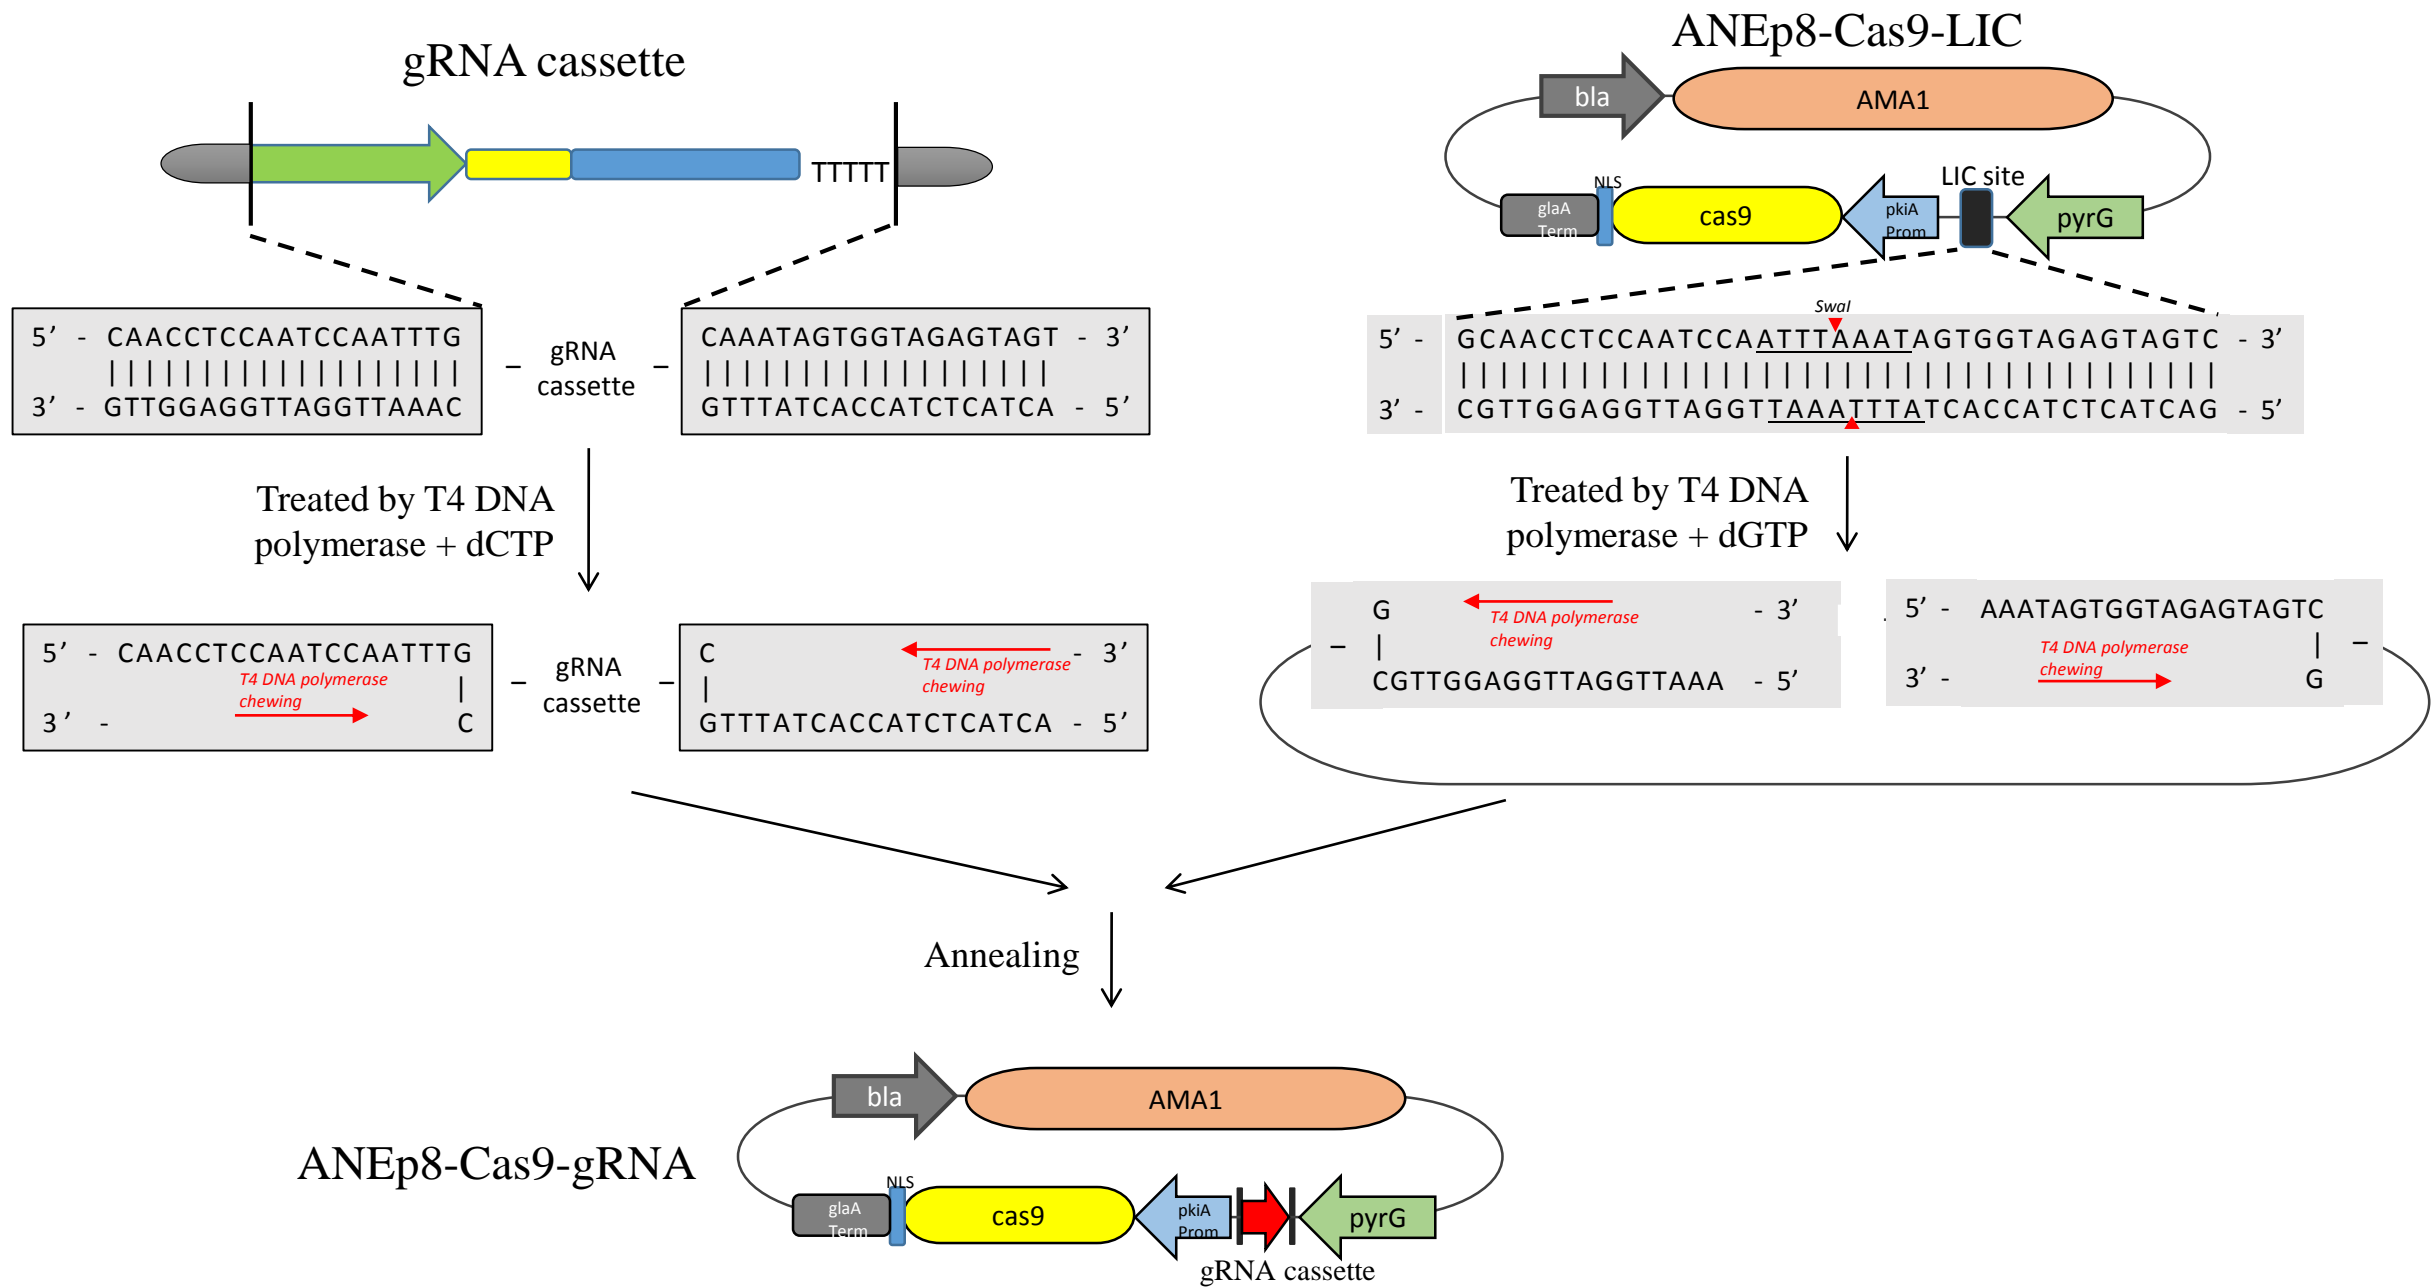 gRNA cassette
TTTTT
5’ - CAACCTCCAATCCAATTTG
3’ - GTTGGAGGTTAGGTTAAAC
– gRNA –
cassette
CAAATAGTGGTAGAGTAGT - 3’
GTTTATCACCATCTCATCA - 5’
Treated by T4 DNA
polymerase + dCTP
5’ - CAACCTCCAATCCAATTTG
T4 DNA polymerase
chewing
3’ - C
– gRNA –
cassette
C - 3’
T4 DNA polymerase
chewing
GTTTATCACCATCTCATCA - 5’
ANEp8-Cas9-LIC
bla
AMA1
LIC site
NLS
glaA
Term
cas9
pkiA
Prom
pyrG
SwaI
5’ - GCAACCTCCAATCCAATTTAAATAGTGGTAGAGTAGTC - 3’
3’ - CGTTGGAGGTTAGGTTAAATTTATCACCATCTCATCAG - 5’
Treated by T4 DNA
polymerase + dGTP
G - 3’
T4 DNA polymerase
chewing
–
CGTTGGAGGTTAGGTTAAA - 5’
5’ - AAATAGTGGTAGAGTAGTC
T4 DNA polymerase
chewing
–
3’ - G
Annealing
ANEp8-Cas9-gRNA
bla
AMA1
NLS
glaA
Term
cas9
pkiA
Prom
pyrG
gRNA cassette